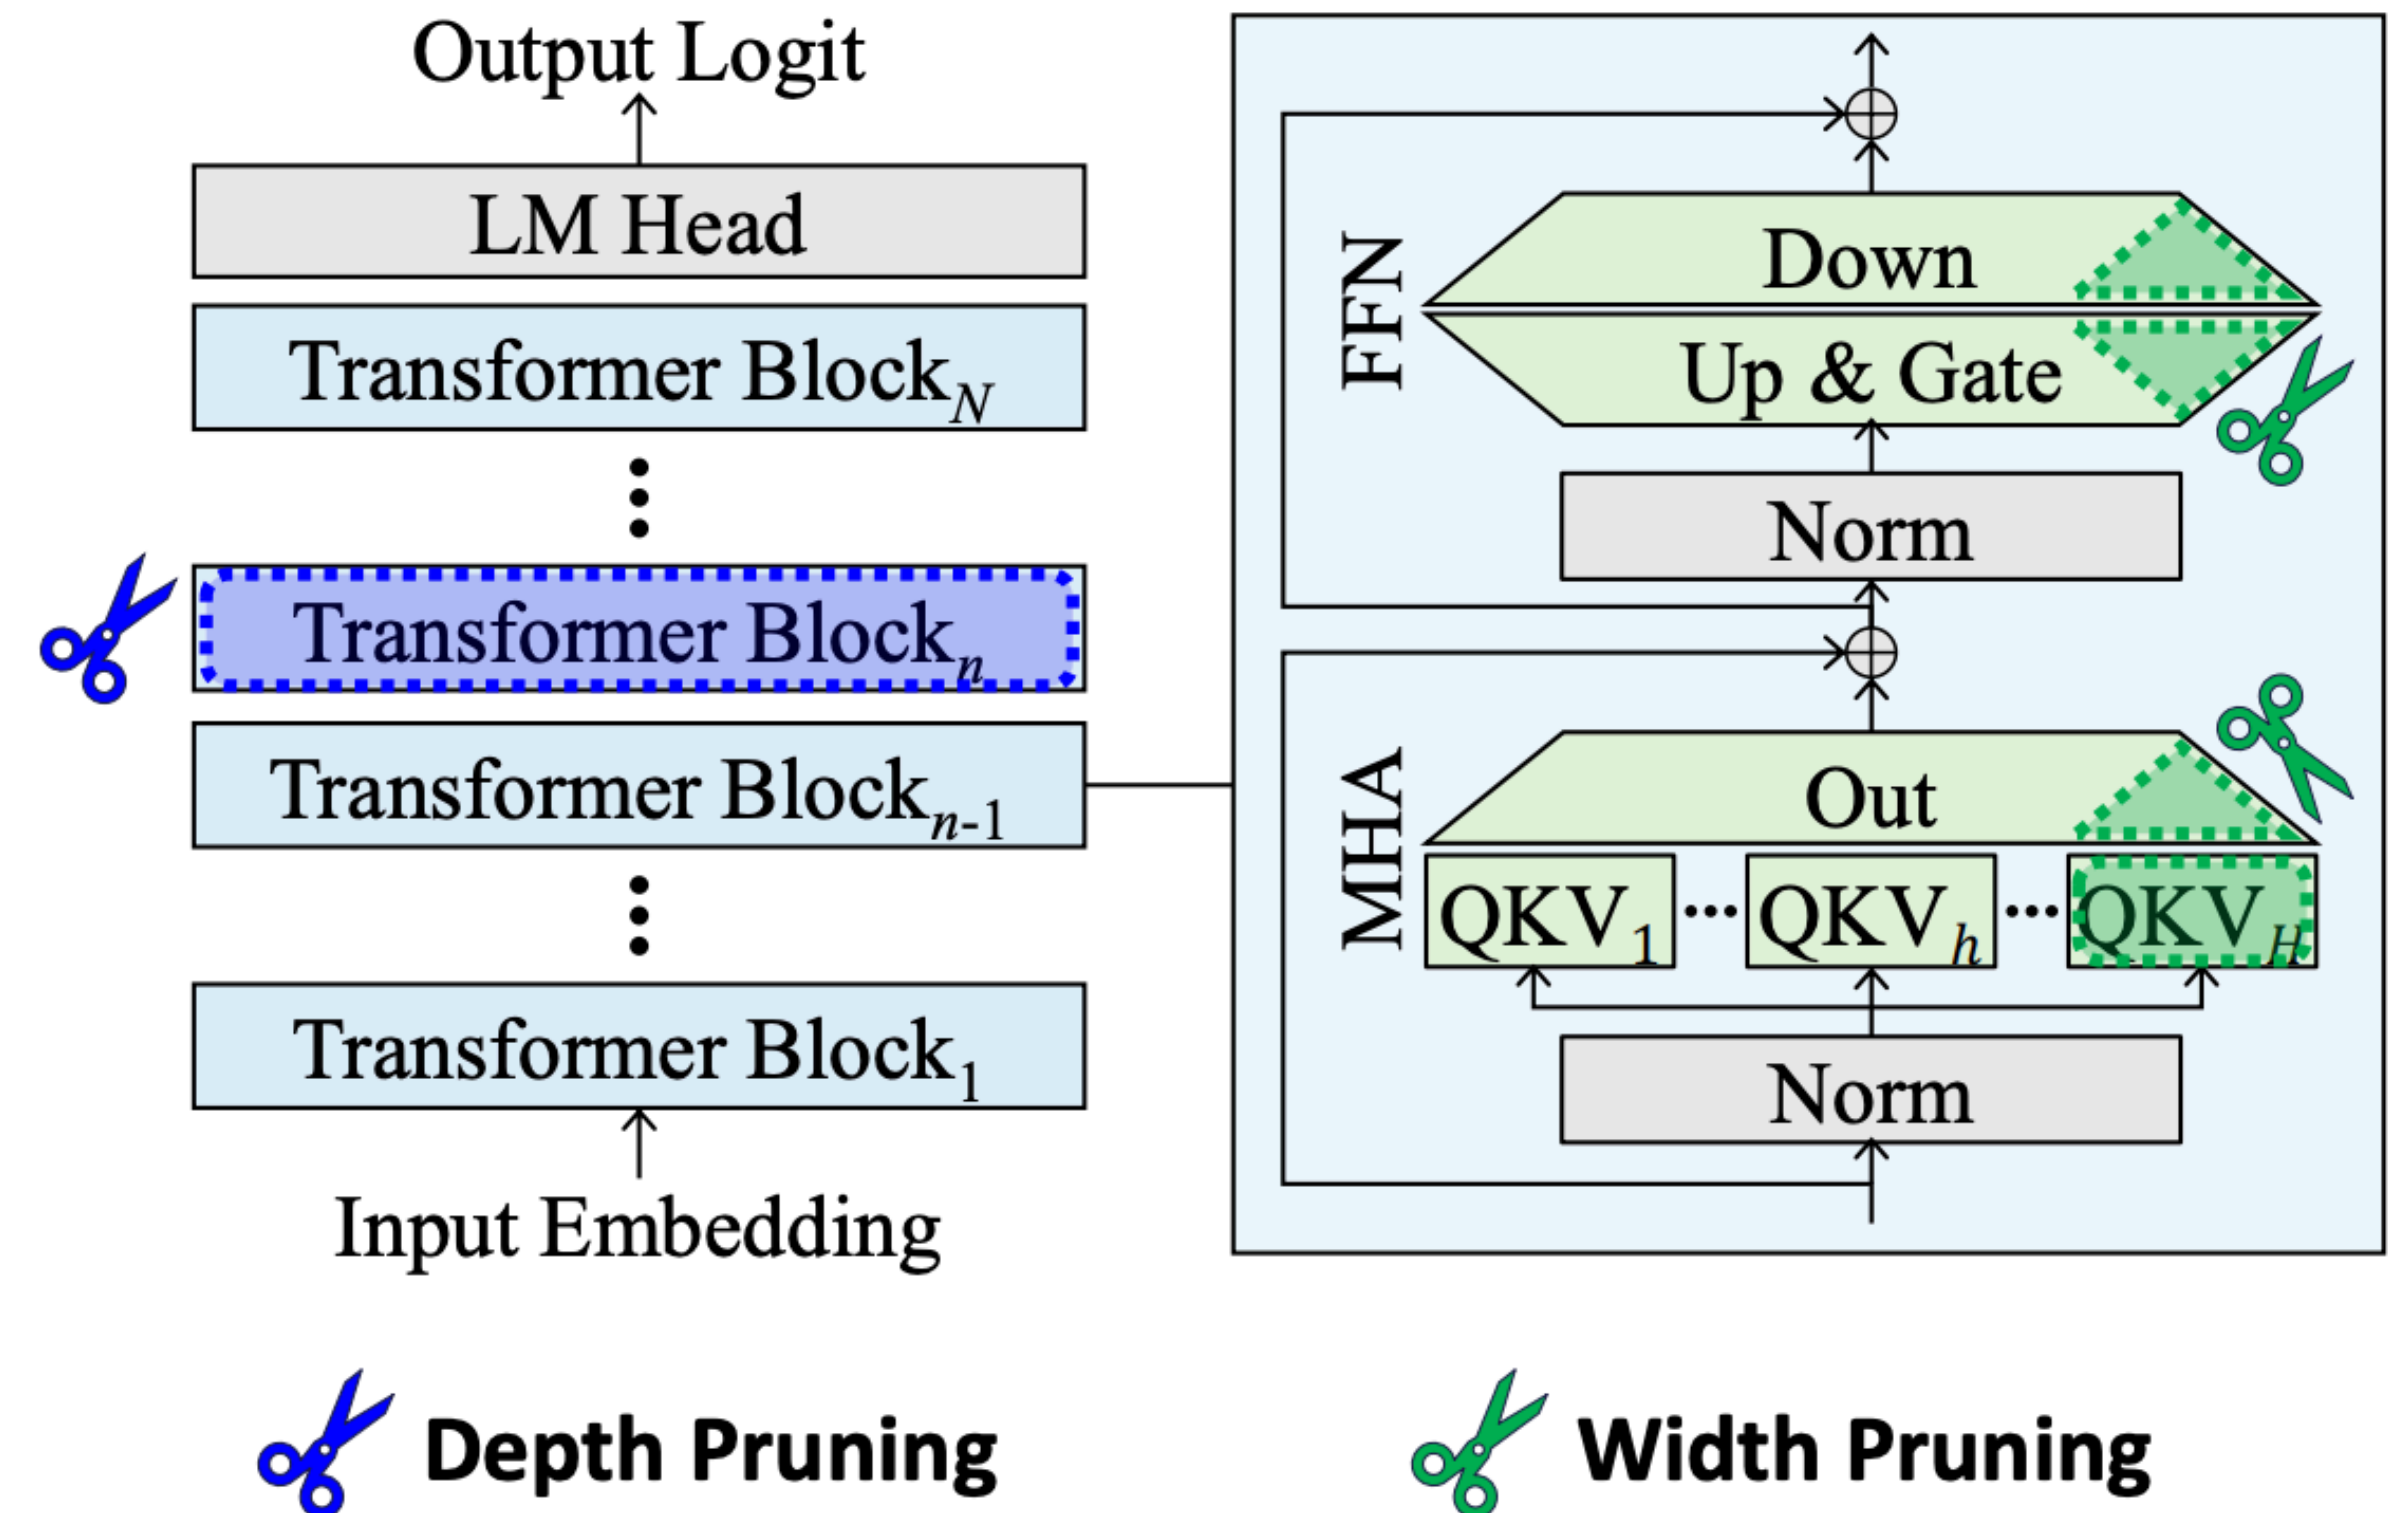 Output Logit
LM Head
Transformer Block_N
Transformer Block_n
Transformer Block_n-1
Transformer Block_1
Input Embedding
FFN
Down
Up & Gate
Norm
MHA
Out
QKV_1 ··· QKV_h ··· QKV_H
Norm
Depth Pruning
Width Pruning